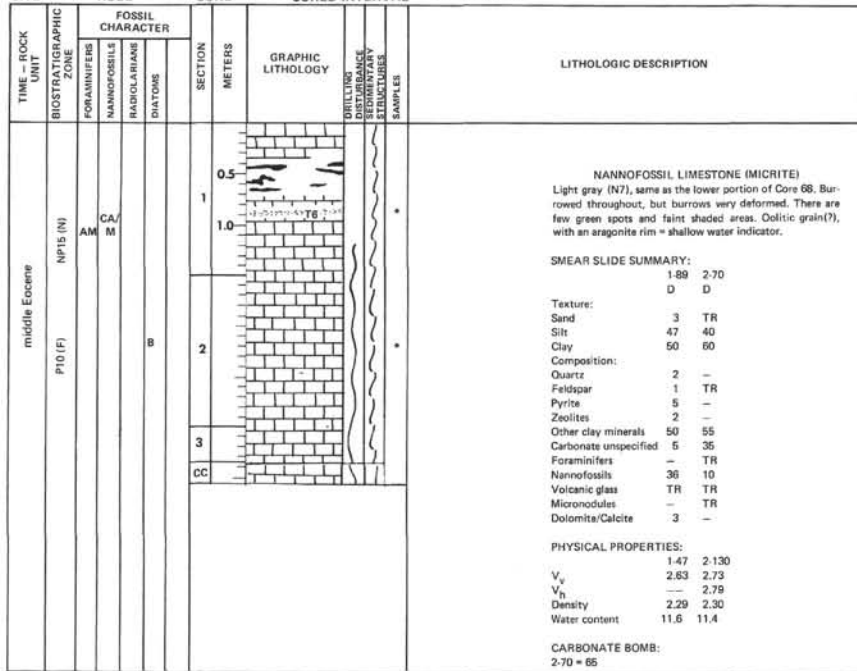 TIME – ROCK UNIT
BIOSTRATIGRAPHIC ZONE
FOSSIL CHARACTER
FORAMINIFERS
NANNOFOSSILS
RADIOLARIANS
DIATOMS
SECTION
METERS
GRAPHIC LITHOLOGY
DRILLING DISTURBANCE
SEDIMENTARY STRUCTURES
SAMPLES
LITHOLOGIC DESCRIPTION
middle Eocene
NP15 (N)
P10 (F)
AM
CA/
M
B
1
0.5
1.0
T6
*
2
*
3
CC
NANNOFOSSIL LIMESTONE (MICRITE)
Light gray (N7), same as the lower portion of Core 68. Bur-
rowed throughout, but burrows very deformed. There are
few green spots and faint shaded areas. Oolitic grain(?),
with an aragonite rim = shallow water indicator.
SMEAR SLIDE SUMMARY:
1-89 2-70
D D
Texture:
Sand 3 TR
Silt 47 40
Clay 50 60
Composition:
Quartz 2 –
Feldspar 1 TR
Pyrite 5 –
Zeolites 2 –
Other clay minerals 50 55
Carbonate unspecified 5 35
Foraminifers – TR
Nannofossils 36 10
Volcanic glass TR TR
Micronodules – TR
Dolomite/Calcite 3 –
PHYSICAL PROPERTIES:
1-47 2-130
Vv 2.63 2.73
Vh –– 2.79
Density 2.29 2.30
Water content 11.6 11.4
CARBONATE BOMB:
2-70 = 65